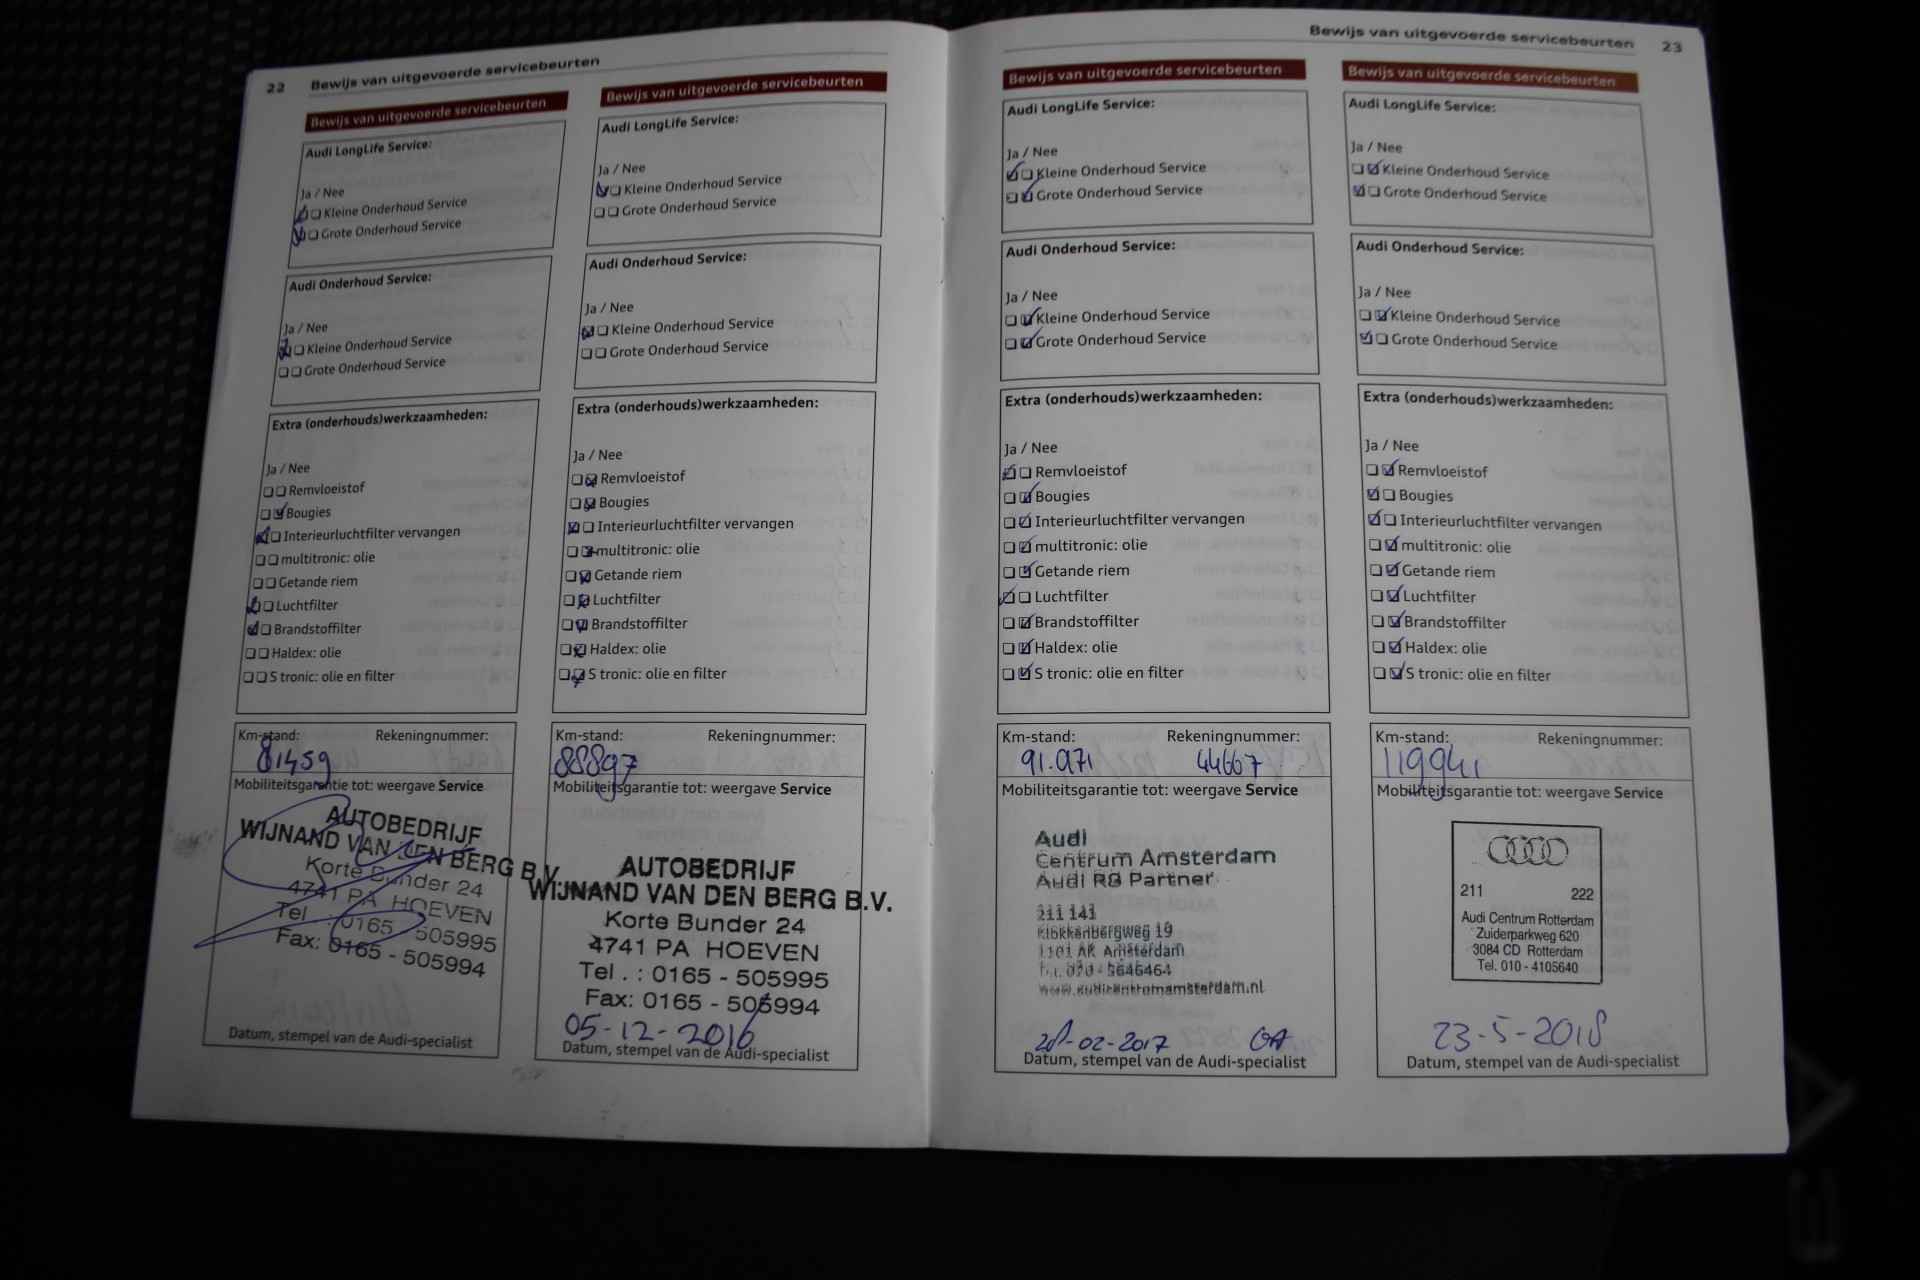 22 Bewijs van uitgevoerde servicebeurten
Bewijs van uitgevoerde servicebeurten
Audi LongLife Service:
Ja / Nee
Kleine Onderhoud Service
Grote Onderhoud Service
Audi Onderhoud Service:
Ja / Nee
Kleine Onderhoud Service
Grote Onderhoud Service
Extra (onderhouds)werkzaamheden:
Ja / Nee
Remvloeistof
Bougies
Interieurluchtfilter vervangen
multitronic: olie
Getande riem
Luchtfilter
Brandstoffilter
Haldex: olie
S tronic: olie en filter
Km-stand: Rekeningnummer:
81459
Mobiliteitsgarantie tot: weergave Service
AUTOBEDRIJF
WIJNAND VAN DEN BERG B.V.
Korte Bunder 24
4741 PA HOEVEN
Tel : 0165 - 505995
Fax: 0165 - 505994
Datum, stempel van de Audi-specialist
Bewijs van uitgevoerde servicebeurten
Audi LongLife Service:
Ja / Nee
Kleine Onderhoud Service
Grote Onderhoud Service
Audi Onderhoud Service:
Ja / Nee
Kleine Onderhoud Service
Grote Onderhoud Service
Extra (onderhouds)werkzaamheden:
Ja / Nee
Remvloeistof
Bougies
Interieurluchtfilter vervangen
multitronic: olie
Getande riem
Luchtfilter
Brandstoffilter
Haldex: olie
S tronic: olie en filter
Km-stand: Rekeningnummer:
88897
Mobiliteitsgarantie tot: weergave Service
AUTOBEDRIJF
WIJNAND VAN DEN BERG B.V.
Korte Bunder 24
4741 PA HOEVEN
Tel . : 0165 - 505995
Fax: 0165 - 505994
05-12-2016
Datum, stempel van de Audi-specialist
Bewijs van uitgevoerde servicebeurten 23
Bewijs van uitgevoerde servicebeurten
Audi LongLife Service:
Ja / Nee
Kleine Onderhoud Service
Grote Onderhoud Service
Audi Onderhoud Service:
Ja / Nee
Kleine Onderhoud Service
Grote Onderhoud Service
Extra (onderhouds)werkzaamheden:
Ja / Nee
Remvloeistof
Bougies
Interieurluchtfilter vervangen
multitronic: olie
Getande riem
Luchtfilter
Brandstoffilter
Haldex: olie
S tronic: olie en filter
Km-stand: Rekeningnummer:
91.071 44667
Mobiliteitsgarantie tot: weergave Service
Audi
Centrum Amsterdam
Audi R8 Partner
211 141
Klokkenbergweg 19
1101 AK Amsterdam
020 - 5646464
www.audicentrumamsterdam.nl
28-02-2017
Datum, stempel van de Audi-specialist
Bewijs van uitgevoerde servicebeurten
Audi LongLife Service:
Ja / Nee
Kleine Onderhoud Service
Grote Onderhoud Service
Audi Onderhoud Service:
Ja / Nee
Kleine Onderhoud Service
Grote Onderhoud Service
Extra (onderhouds)werkzaamheden:
Ja / Nee
Remvloeistof
Bougies
Interieurluchtfilter vervangen
multitronic: olie
Getande riem
Luchtfilter
Brandstoffilter
Haldex: olie
S tronic: olie en filter
Km-stand: Rekeningnummer:
119941
Mobiliteitsgarantie tot: weergave Service
211 222
Audi Centrum Rotterdam
Zuiderparkweg 620
3084 CD Rotterdam
Tel. 010 - 4105640
23-5-2018
Datum, stempel van de Audi-specialist